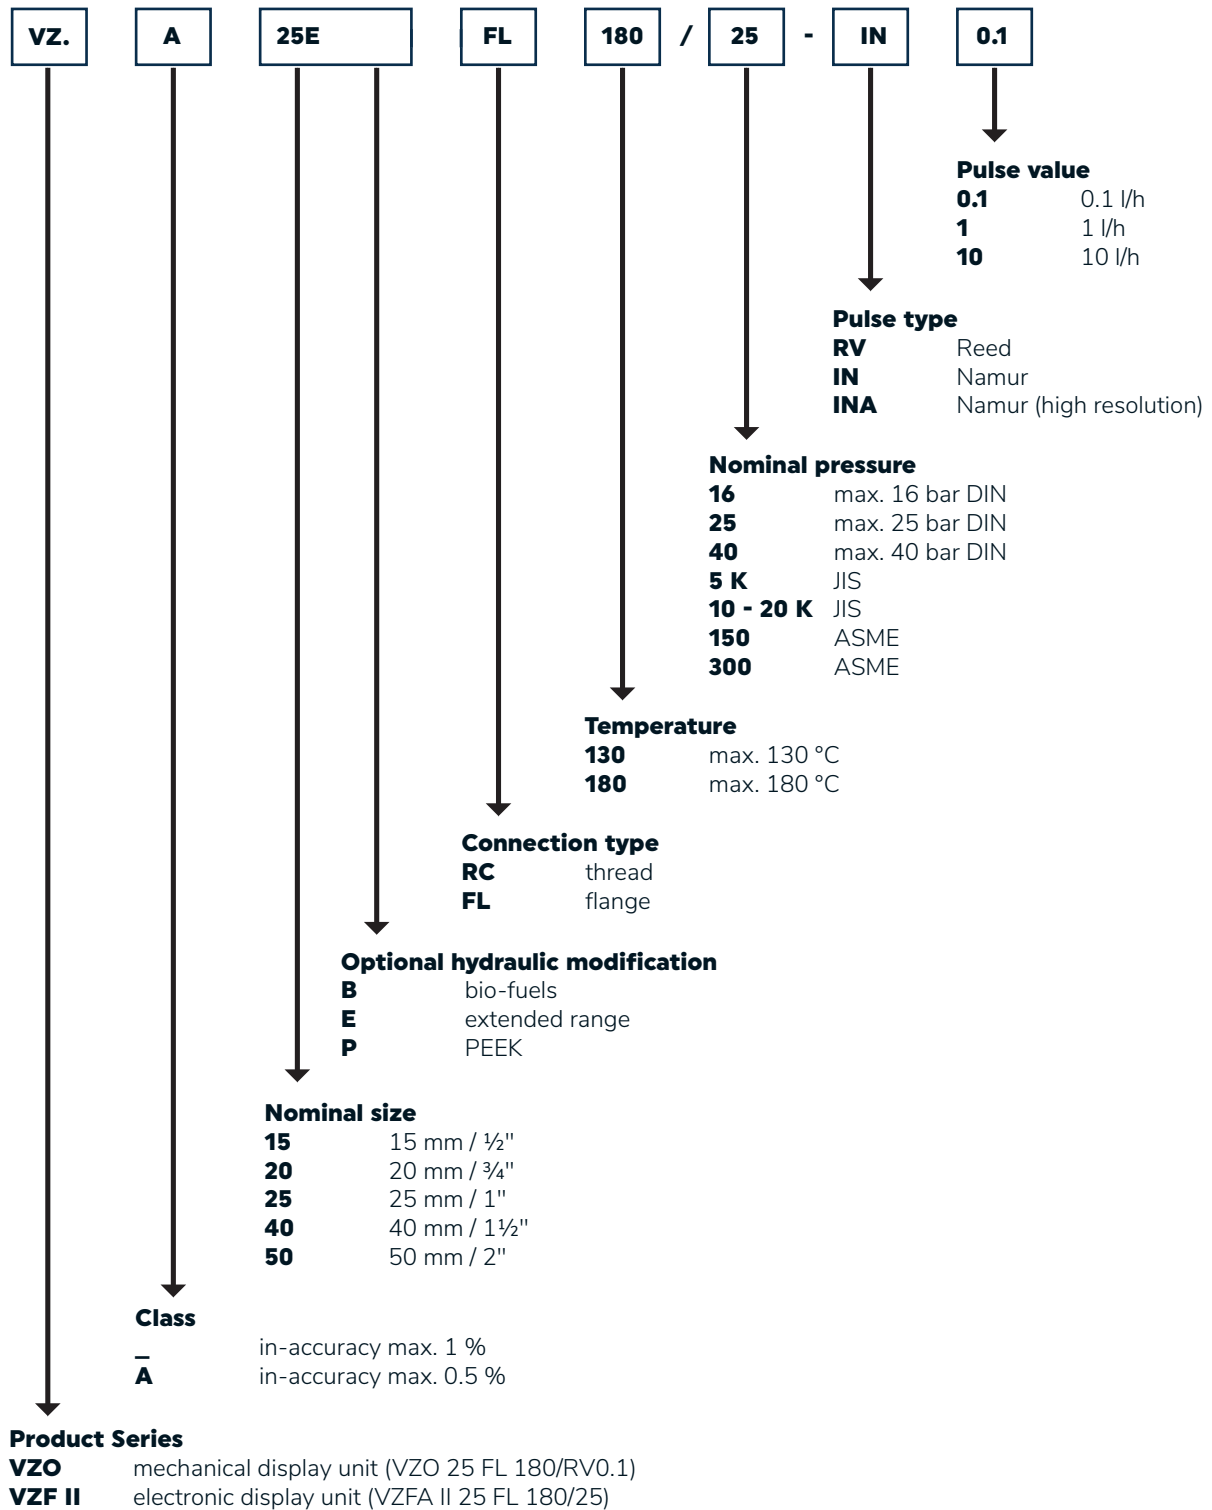 VZ. A 25E FL 180 / 25 - IN 0.1
Pulse value
0.1 0.1 l/h
1 1 l/h
10 10 l/h
Pulse type
RV Reed
IN Namur
INA Namur (high resolution)
Nominal pressure
16 max. 16 bar DIN
25 max. 25 bar DIN
40 max. 40 bar DIN
5 K JIS
10 - 20 K JIS
150 ASME
300 ASME
Temperature
130 max. 130 °C
180 max. 180 °C
Connection type
RC thread
FL flange
Optional hydraulic modification
B bio-fuels
E extended range
P PEEK
Nominal size
15 15 mm / ½"
20 20 mm / ¾"
25 25 mm / 1"
40 40 mm / 1½"
50 50 mm / 2"
Class
_ in-accuracy max. 1 %
A in-accuracy max. 0.5 %
Product Series
VZO mechanical display unit (VZO 25 FL 180/RV0.1)
VZF II electronic display unit (VZFA II 25 FL 180/25)